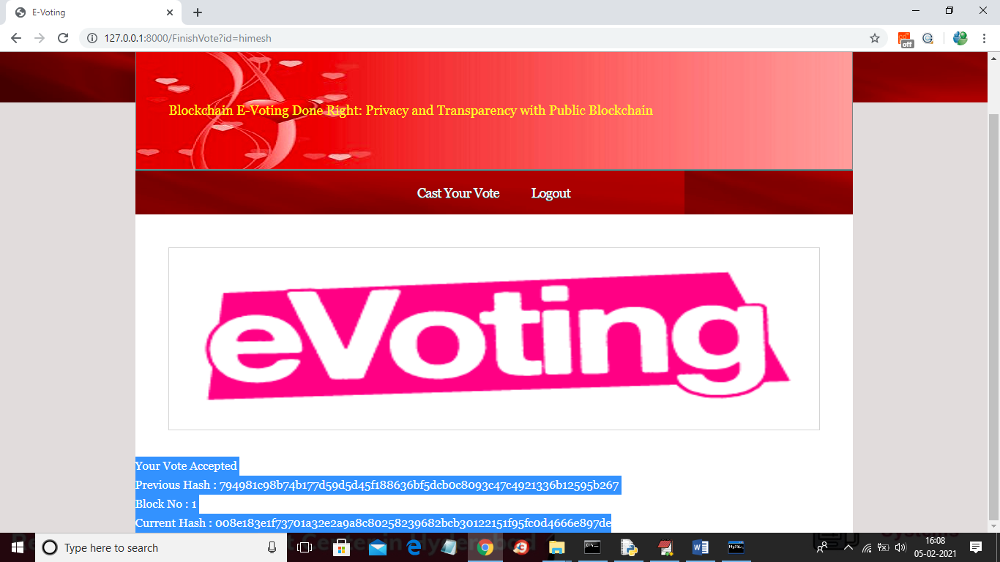 E-Voting
127.0.0.1:8000/FinishVote?id=himesh
off
Blockchain E-Voting Done Right: Privacy and Transparency with Public Blockchain
Cast Your Vote Logout
eVoting
Your Vote Accepted
Previous Hash : 794981c98b74b177d59d5d45f188636bf5dcb0c8093c47c4921336b12595b267
Block No : 1
Current Hash : 008e183e1f73701a32e2a9a8c80258239682bcb30122151f95fc0d4666e897de
Type here to search
16:08
05-02-2021